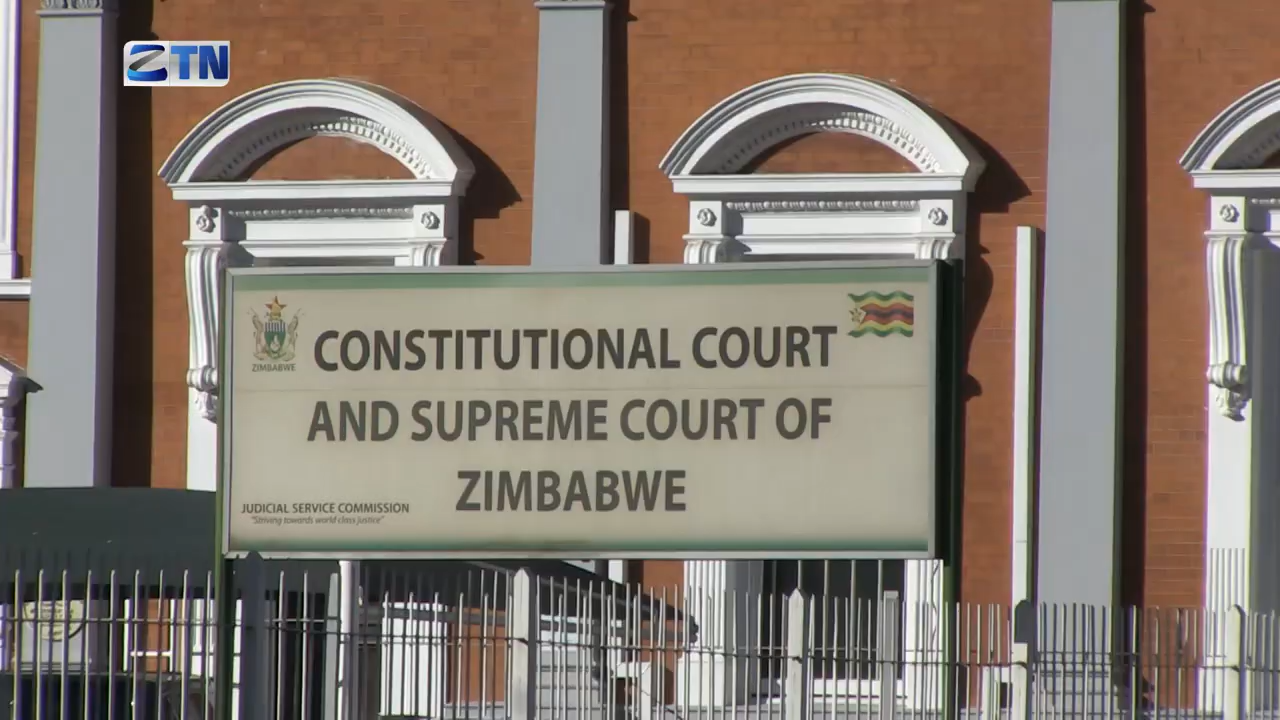 ZTN
CONSTITUTIONAL COURT
AND SUPREME COURT OF
ZIMBABWE
ZIMBABWE
JUDICIAL SERVICE COMMISSION
"Striving towards world class justice"